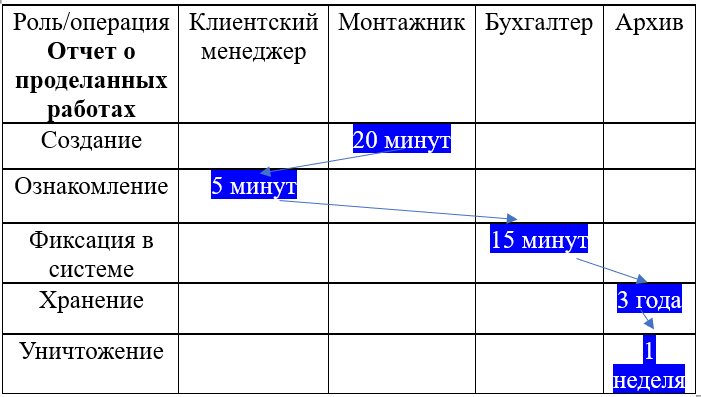 Роль/операция
Отчет о
проделанных
работах
Клиентский
менеджер
Монтажник
Бухгалтер
Архив
Создание
20 минут
Ознакомление
5 минут
Фиксация в
системе
15 минут
Хранение
3 года
Уничтожение
1
неделя